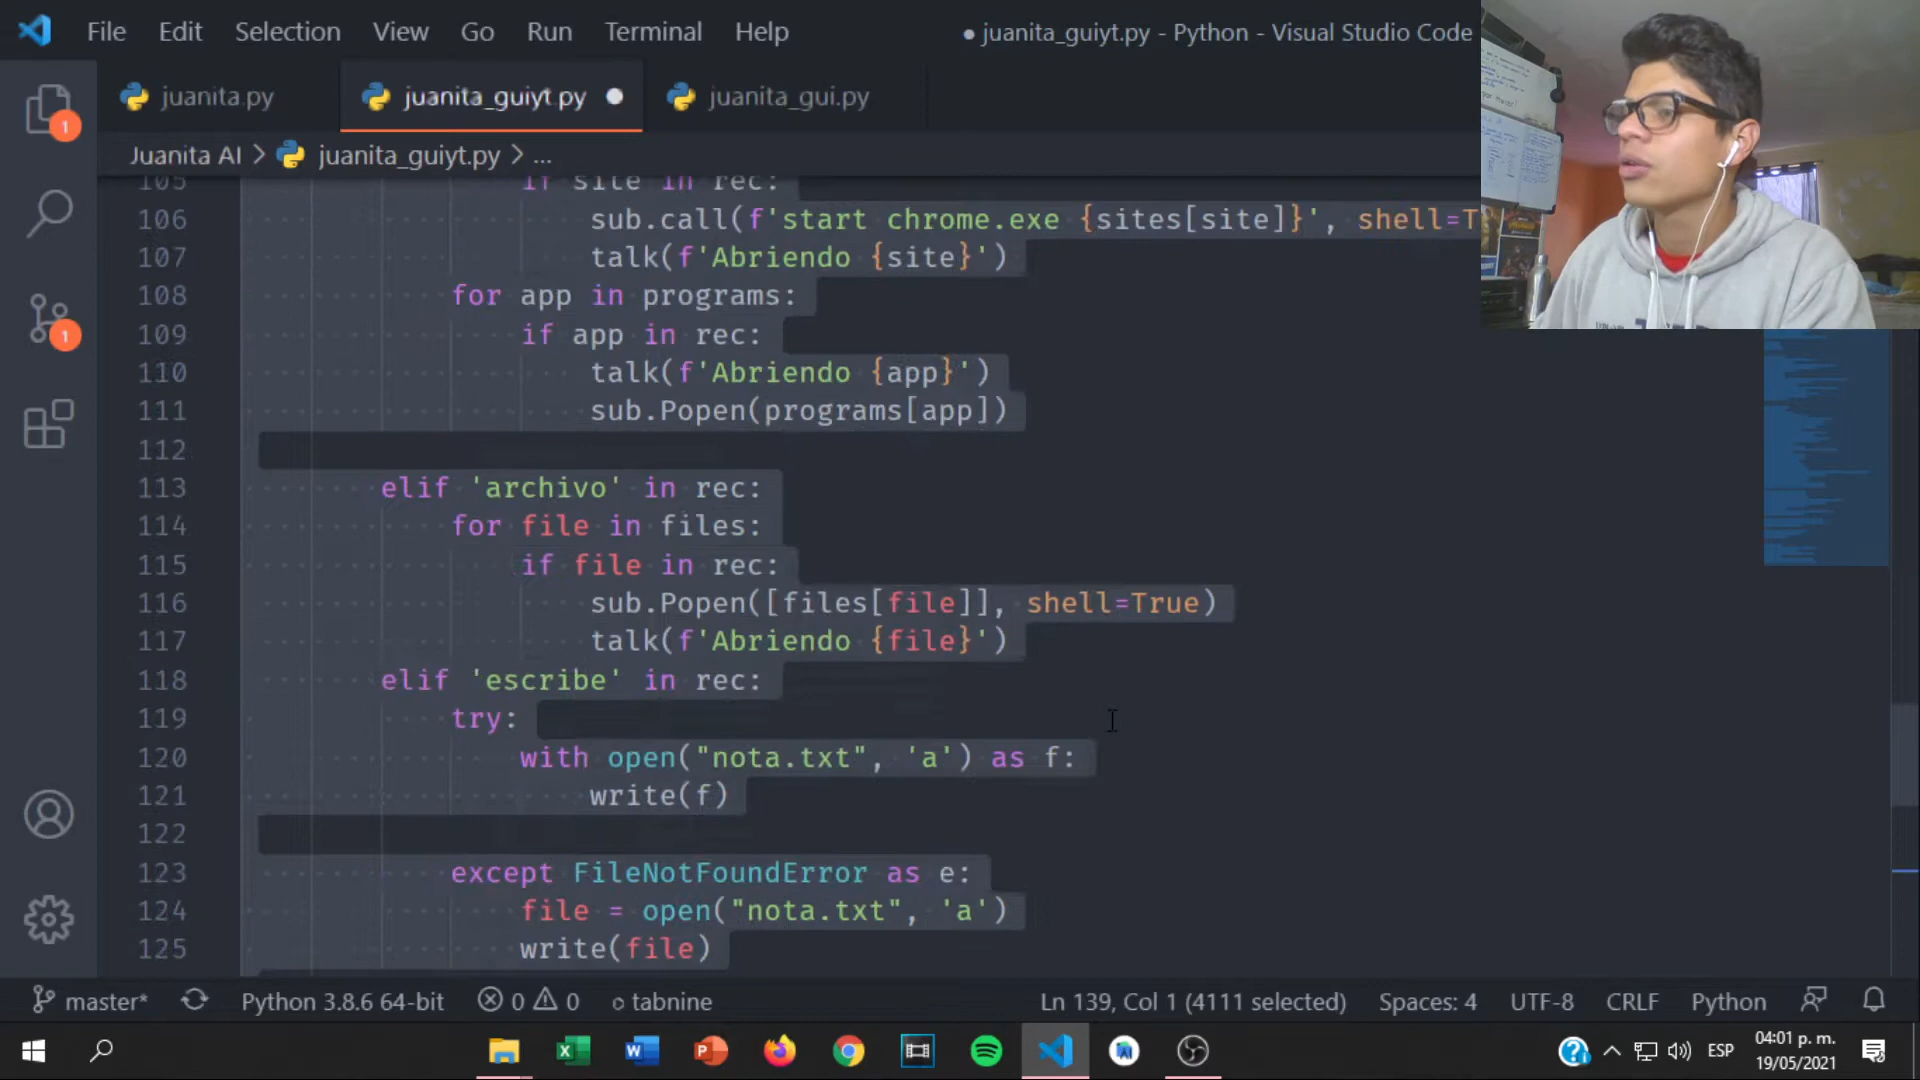 File Edit Selection View Go Run Terminal Help
● juanita_guiyt.py - Python - Visual Studio Code
juanita.py juanita_guiyt.py ● juanita_gui.py
Juanita AI > juanita_guiyt.py > ...
105 if site in rec:
106 sub.call(f'start chrome.exe {sites[site]}', shell=T
107 talk(f'Abriendo {site}')
108 for app in programs:
109 if app in rec:
110 talk(f'Abriendo {app}')
111 sub.Popen(programs[app])
112
113 elif 'archivo' in rec:
114 for file in files:
115 if file in rec:
116 sub.Popen([files[file]], shell=True)
117 talk(f'Abriendo {file}')
118 elif 'escribe' in rec:
119 try:
120 with open("nota.txt", 'a') as f:
121 write(f)
122
123 except FileNotFoundError as e:
124 file = open("nota.txt", 'a')
125 write(file)
1
1
master* Python 3.8.6 64-bit 0 0 tabnine Ln 139, Col 1 (4111 selected) Spaces: 4 UTF-8 CRLF Python
ESP 04:01 p. m.
19/05/2021